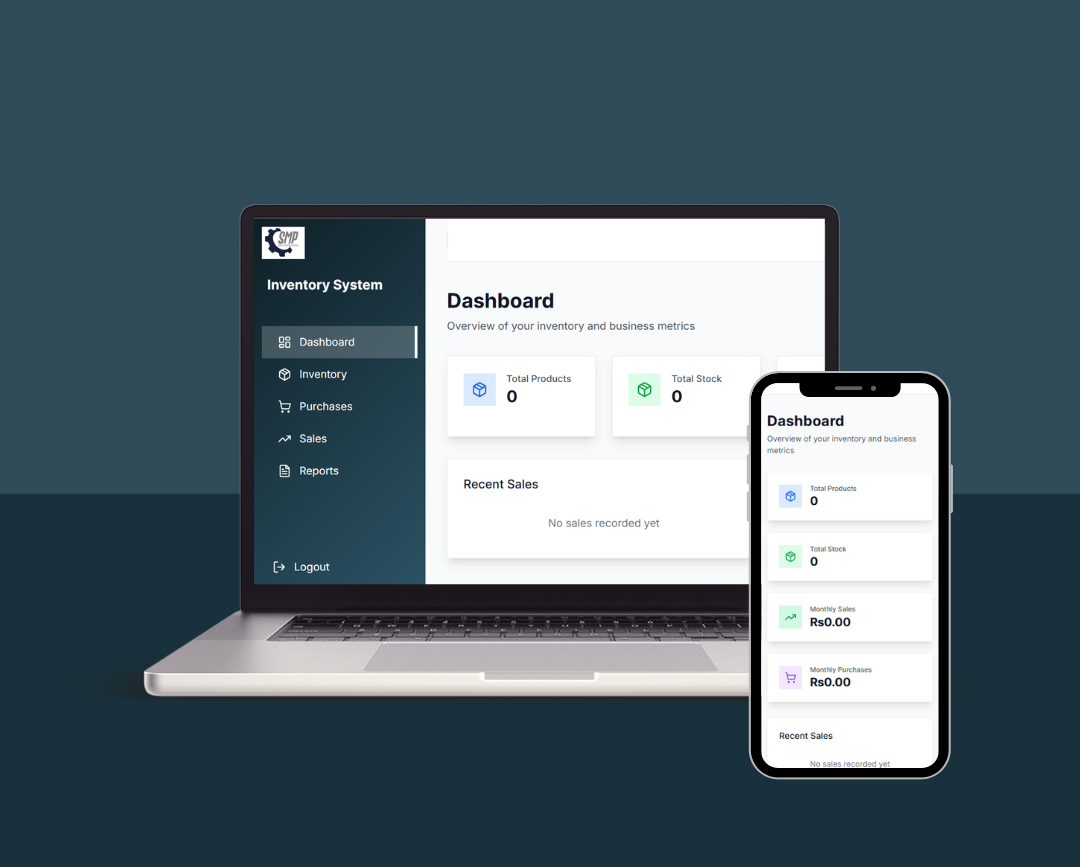 SMP
Inventory System
Dashboard
Inventory
Purchases
Sales
Reports
Logout
Dashboard
Overview of your inventory and business metrics
Total Products
0
Total Stock
0
Recent Sales
No sales recorded yet
Dashboard
Overview of your inventory and business
metrics
Total Products
0
Total Stock
0
Monthly Sales
Rs0.00
Monthly Purchases
Rs0.00
Recent Sales
No sales recorded yet